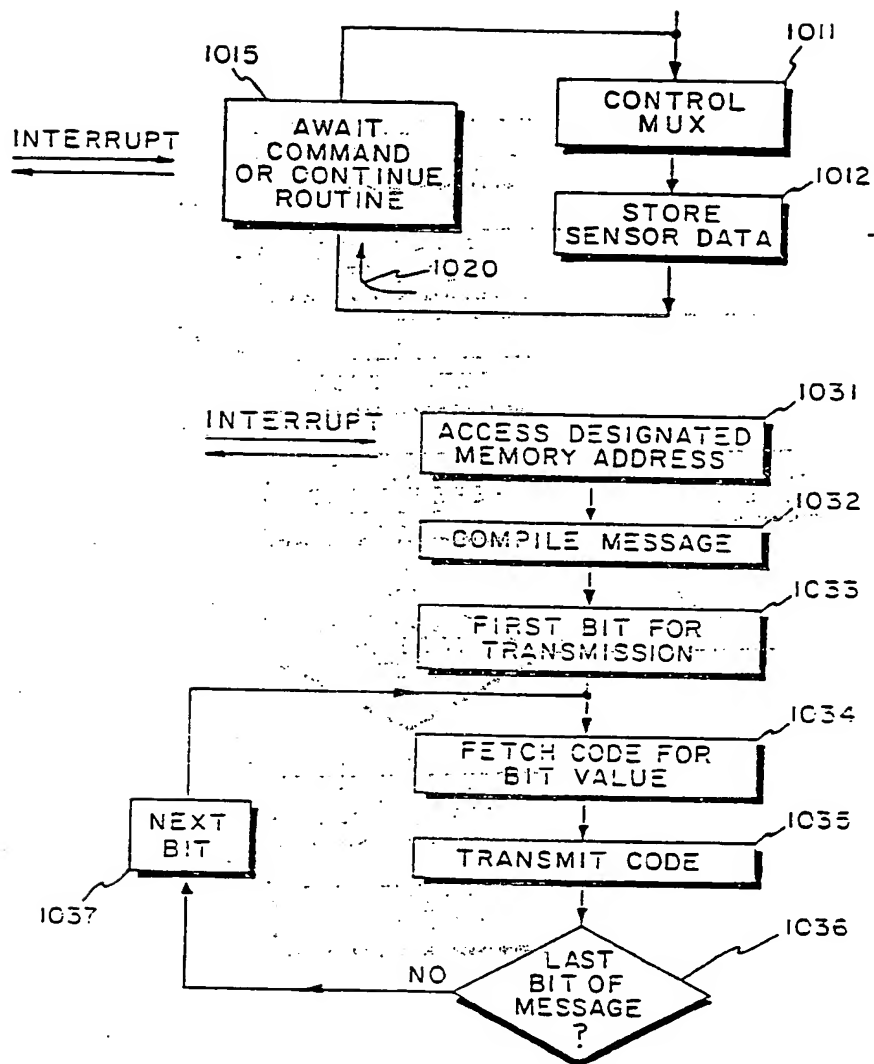 1011
1015
CONTROL
MUX
INTERRUPT
AWAIT
COMMAND
OR CONTINUE
ROUTINE
1012
STORE
SENSOR DATA
1020
1031
INTERRUPT
ACCESS DESIGNATED
MEMORY ADDRESS
1032
COMPILE MESSAGE
1033
FIRST BIT FOR
TRANSMISSION
1034
FETCH CODE FOR
BIT VALUE
NEXT
BIT
1035
TRANSMIT CODE
1037
1036
NO
LAST
BIT OF
MESSAGE
?